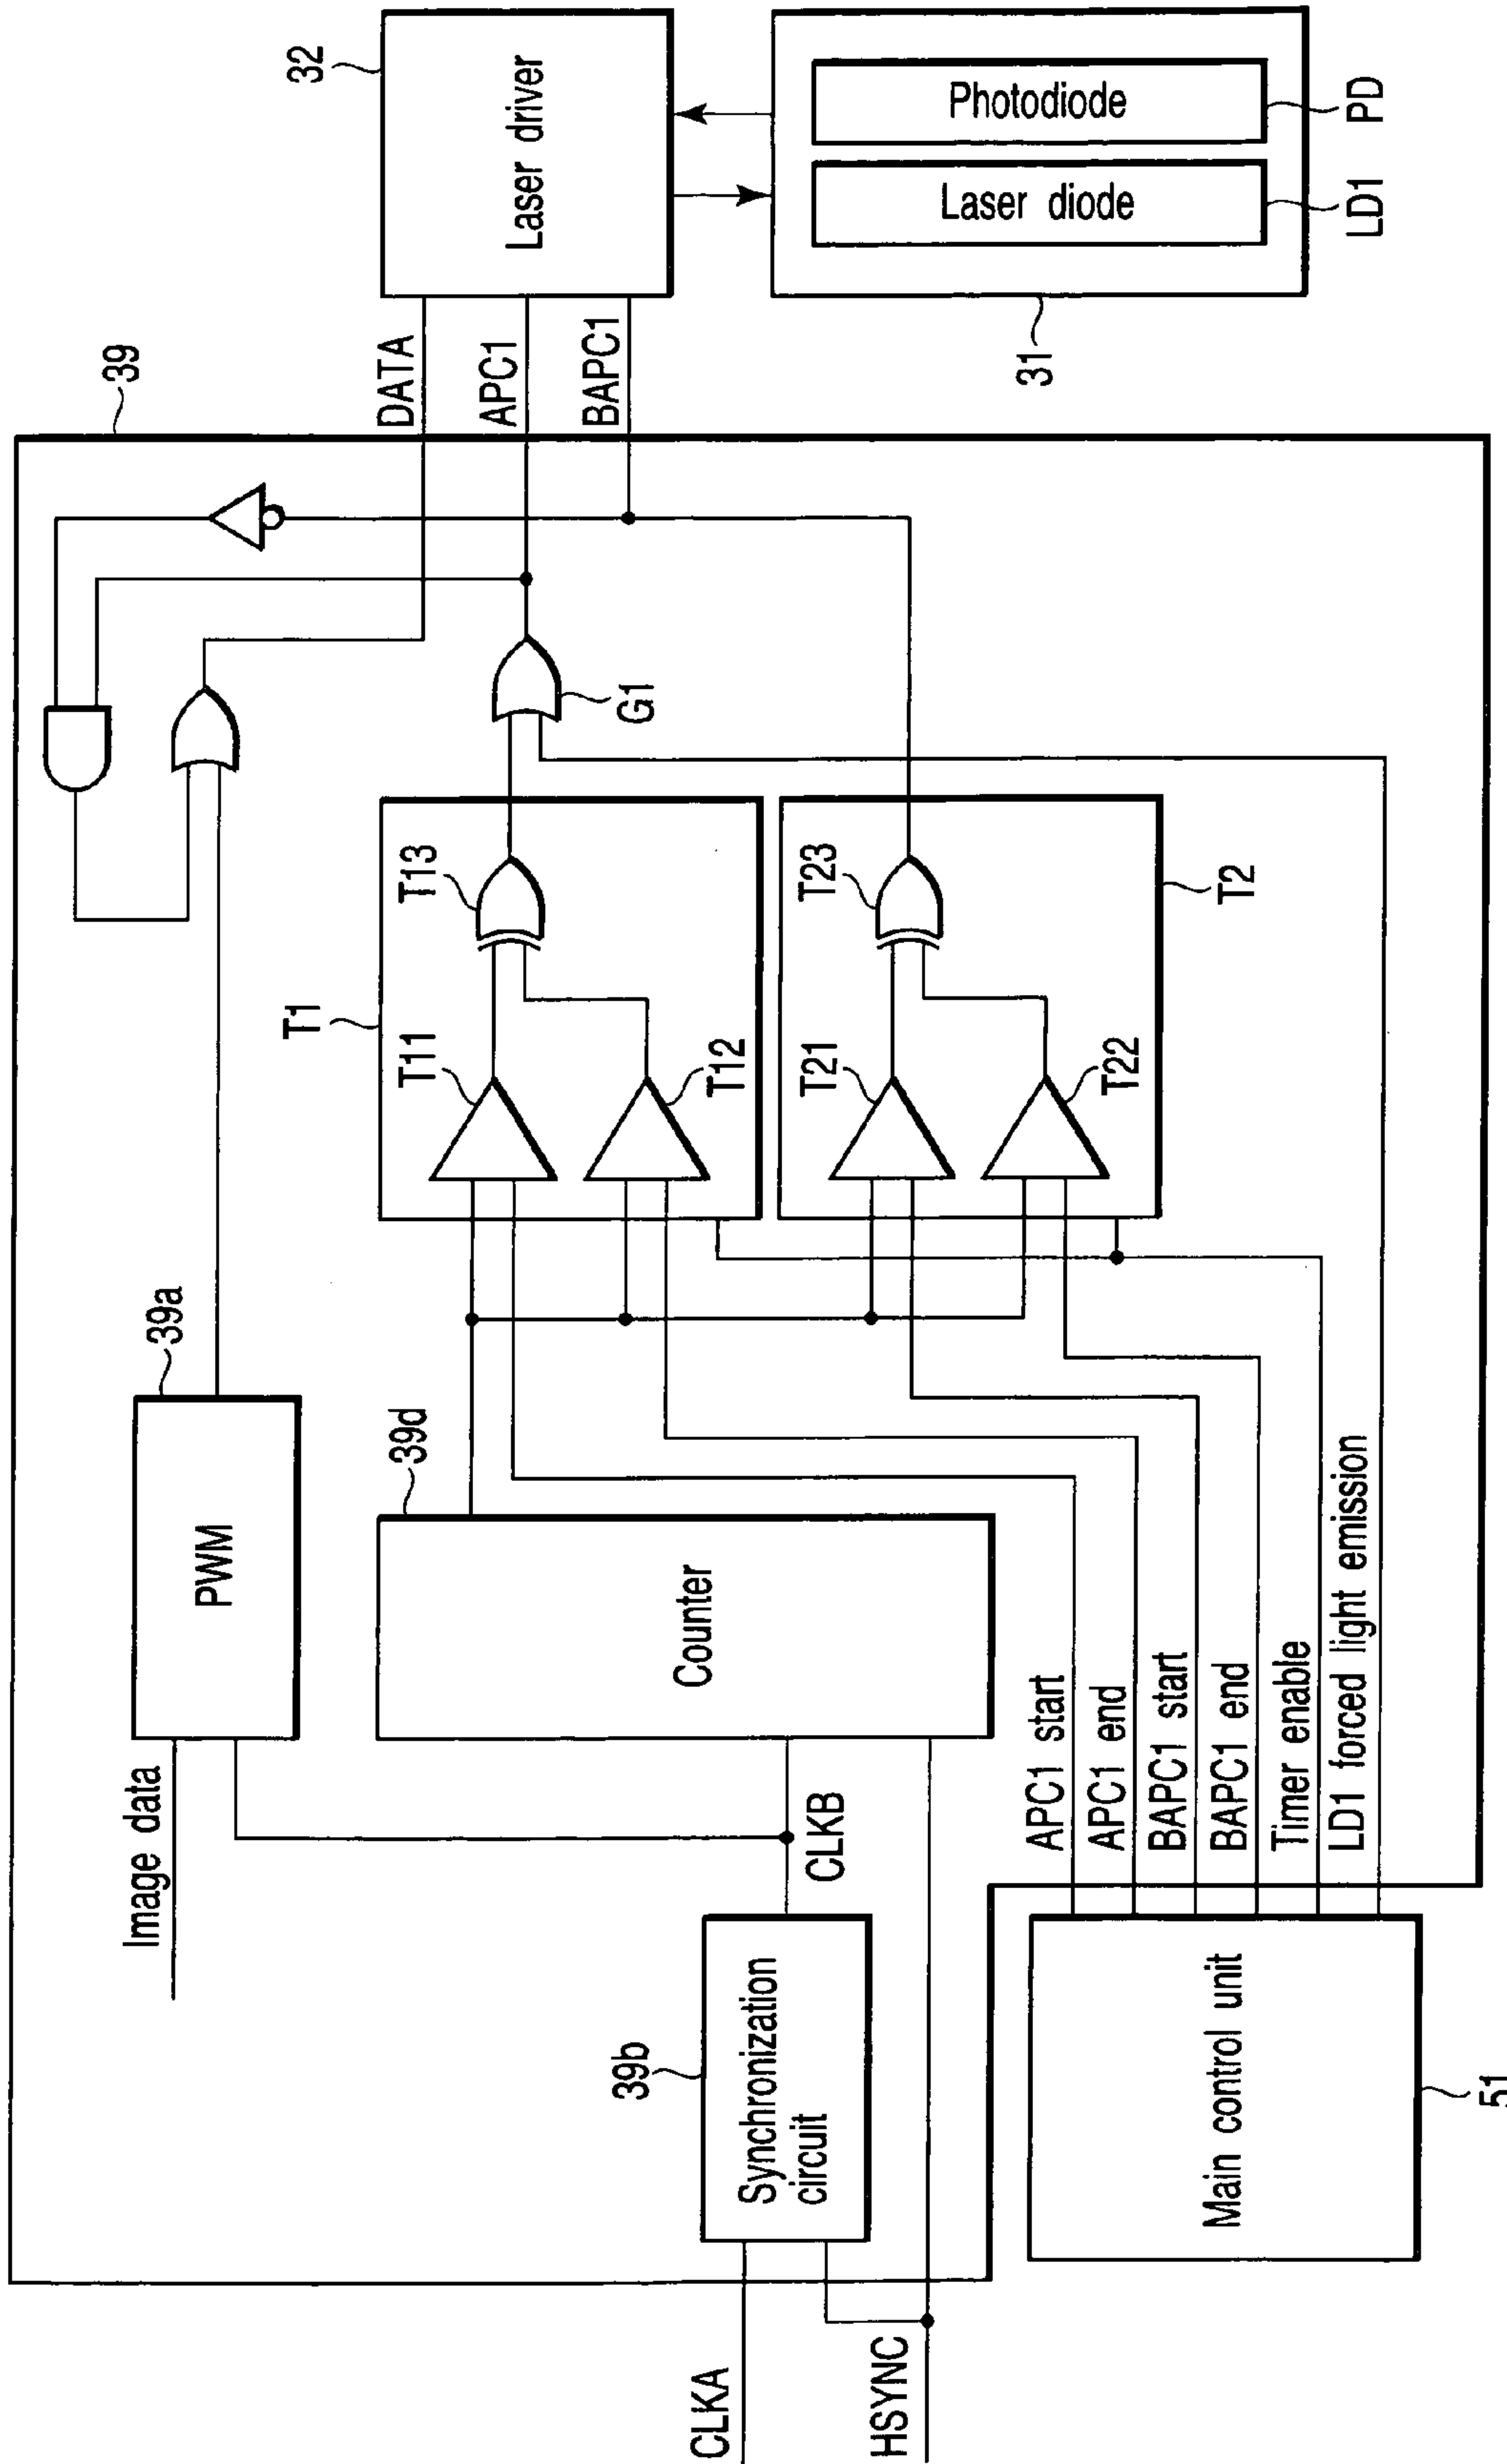 39
32
Laser driver
DATA
APC1
BAPC1
Photodiode
Laser diode
PD
LD1
31
G1
T1
T13
T11
T12
T23
T21
T22
T2
39a
PWM
Image data
39d
Counter
CLKB
39b
Synchronization
circuit
CLKA
HSYNC
APC1 start
APC1 end
BAPC1 start
BAPC1 end
Timer enable
LD1 forced light emission
Main control unit
51